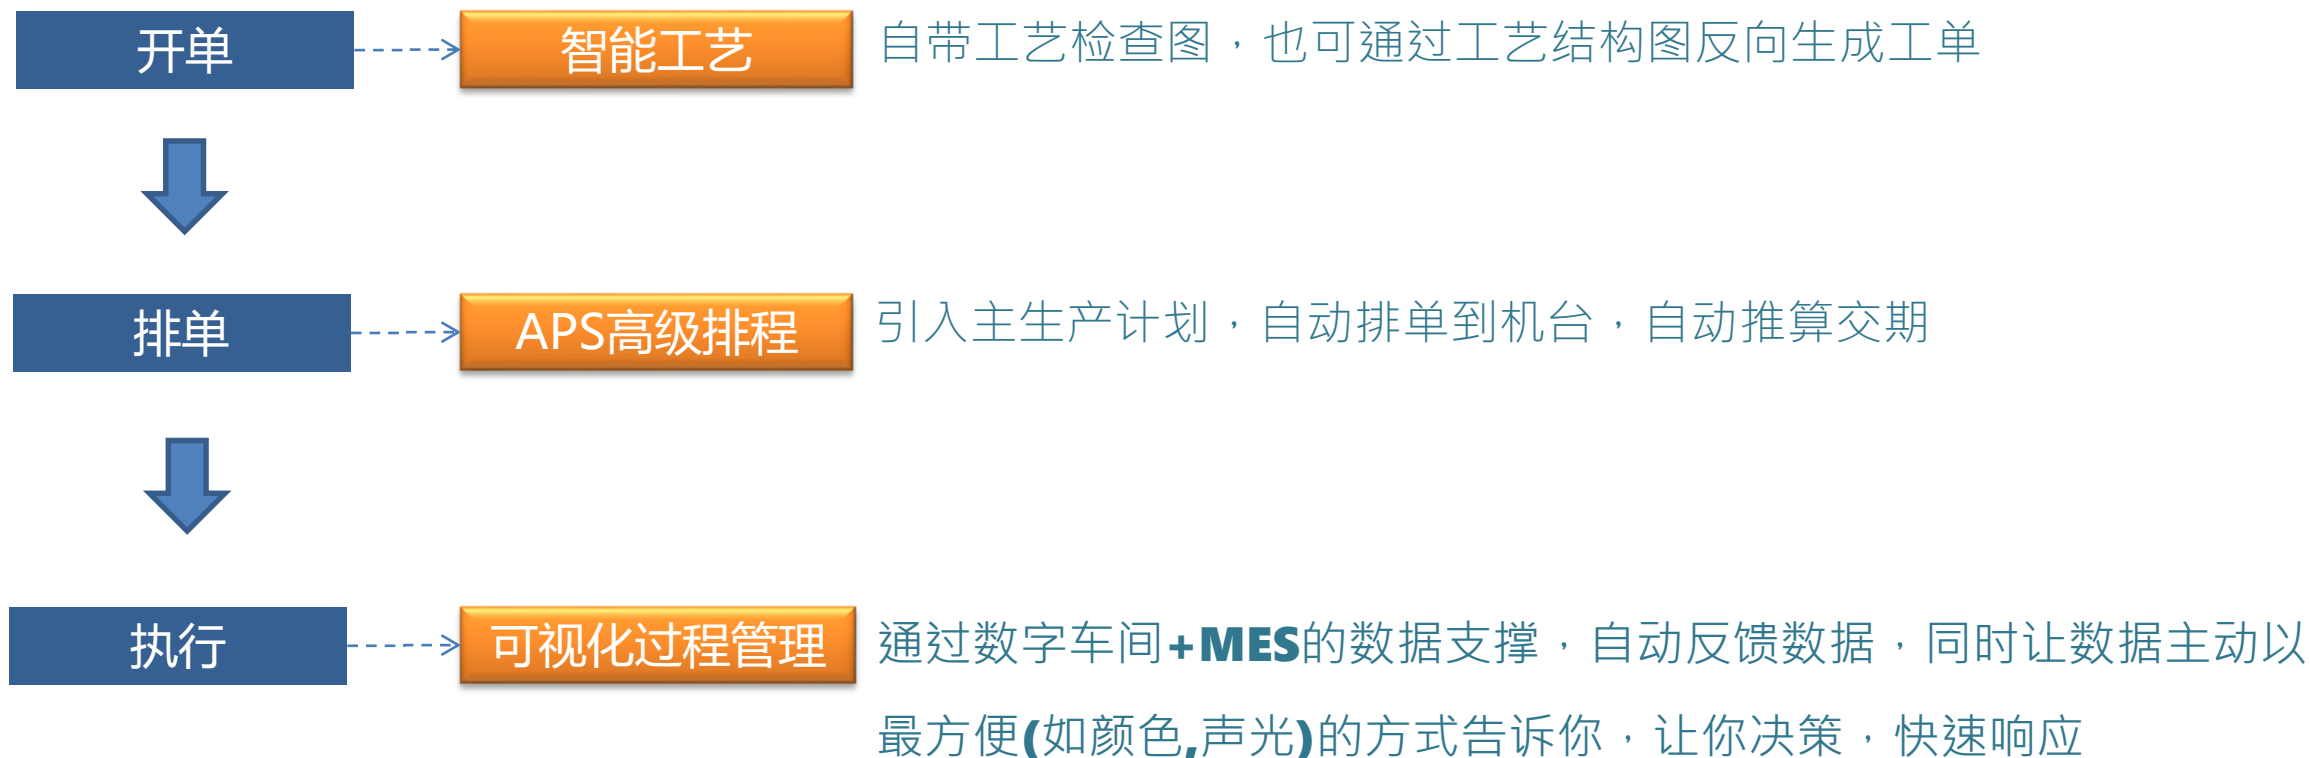 开单
智能工艺
自带工艺检查图，也可通过工艺结构图反向生成工单
排单
APS高级排程
引入主生产计划，自动排单到机台，自动推算交期
执行
可视化过程管理
通过数字车间+MES的数据支撑，自动反馈数据，同时让数据主动以
最方便(如颜色,声光)的方式告诉你，让你决策，快速响应